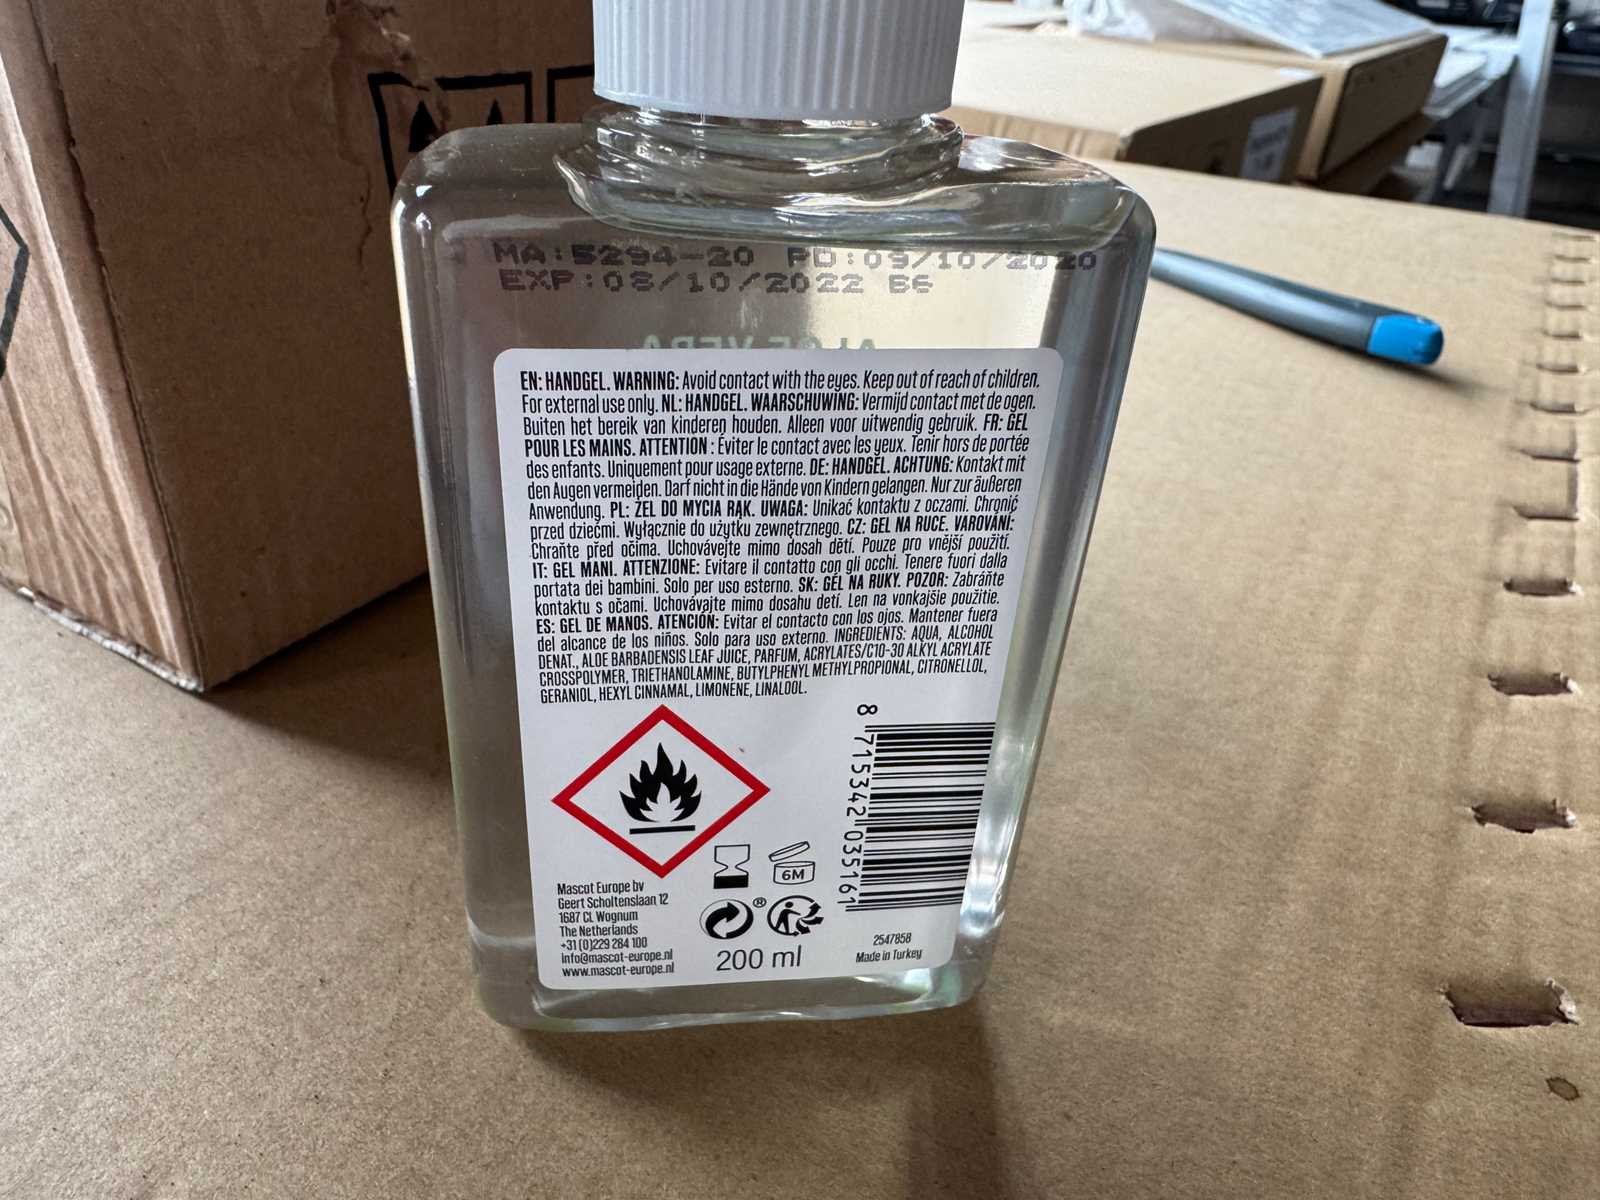 MA:5294-20 PD:09/10/2020
EXP:08/10/2022 B6
ALOE VERA
EN: HANDGEL. WARNING: Avoid contact with the eyes. Keep out of reach of children.
For external use only. NL: HANDGEL. WAARSCHUWING: Vermijd contact met de ogen.
Buiten het bereik van kinderen houden. Alleen voor uitwendig gebruik. FR: GEL
POUR LES MAINS. ATTENTION : Éviter le contact avec les yeux. Tenir hors de portée
des enfants. Uniquement pour usage externe. DE: HANDGEL. ACHTUNG: Kontakt mit
den Augen vermeiden. Darf nicht in die Hände von Kindern gelangen. Nur zur äußeren
Anwendung. PL: ŻEL DO MYCIA RĄK. UWAGA: Unikać kontaktu z oczami. Chronić
przed dziećmi. Wyłącznie do użytku zewnętrznego. CZ: GEL NA RUCE. VAROVÁNÍ:
Chraňte před očima. Uchovávejte mimo dosah dětí. Pouze pro vnější použití.
IT: GEL MANI. ATTENZIONE: Evitare il contatto con gli occhi. Tenere fuori dalla
portata dei bambini. Solo per uso esterno. SK: GÉL NA RUKY. POZOR: Zabráňte
kontaktu s očami. Uchovávajte mimo dosahu detí. Len na vonkajšie použitie.
ES: GEL DE MANOS. ATENCIÓN: Evitar el contacto con los ojos. Mantener fuera
del alcance de los niños. Solo para uso externo. INGREDIENTS: AQUA, ALCOHOL
DENAT., ALOE BARBADENSIS LEAF JUICE, PARFUM, ACRYLATES/C10-30 ALKYL ACRYLATE
CROSSPOLYMER, TRIETHANOLAMINE, BUTYLPHENYL METHYLPROPIONAL, CITRONELLOL,
GERANIOL, HEXYL CINNAMAL, LIMONENE, LINALOOL.
Mascot Europe bv
Geert Scholtenslaan 12
1687 CL Wognum
The Netherlands
+31 (0)229 284 100
info@mascot-europe.nl
www.mascot-europe.nl
6M
®
200 ml
8 715342 035161
2547858
Made in Turkey